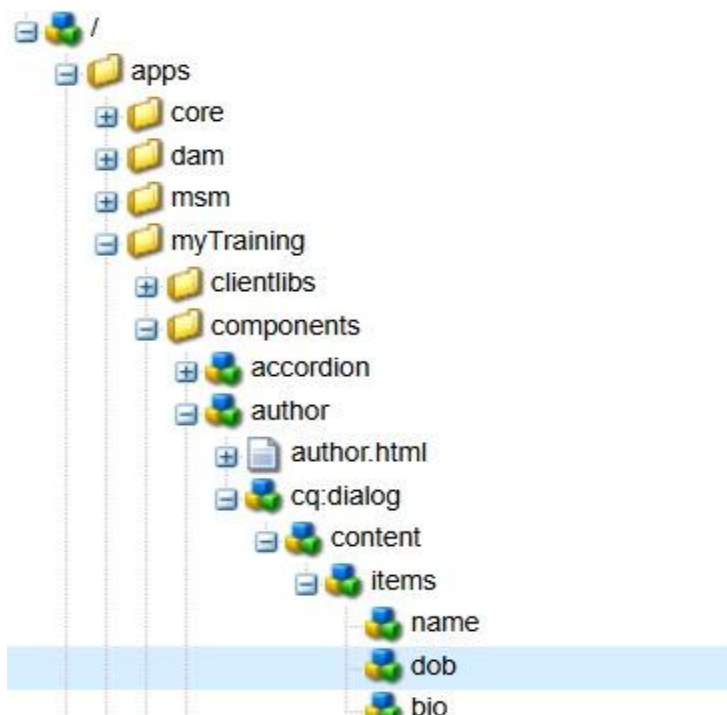 /
apps
core
dam
msm
myTraining
clientlibs
components
accordion
author
author.html
cq:dialog
content
items
name
dob
bio